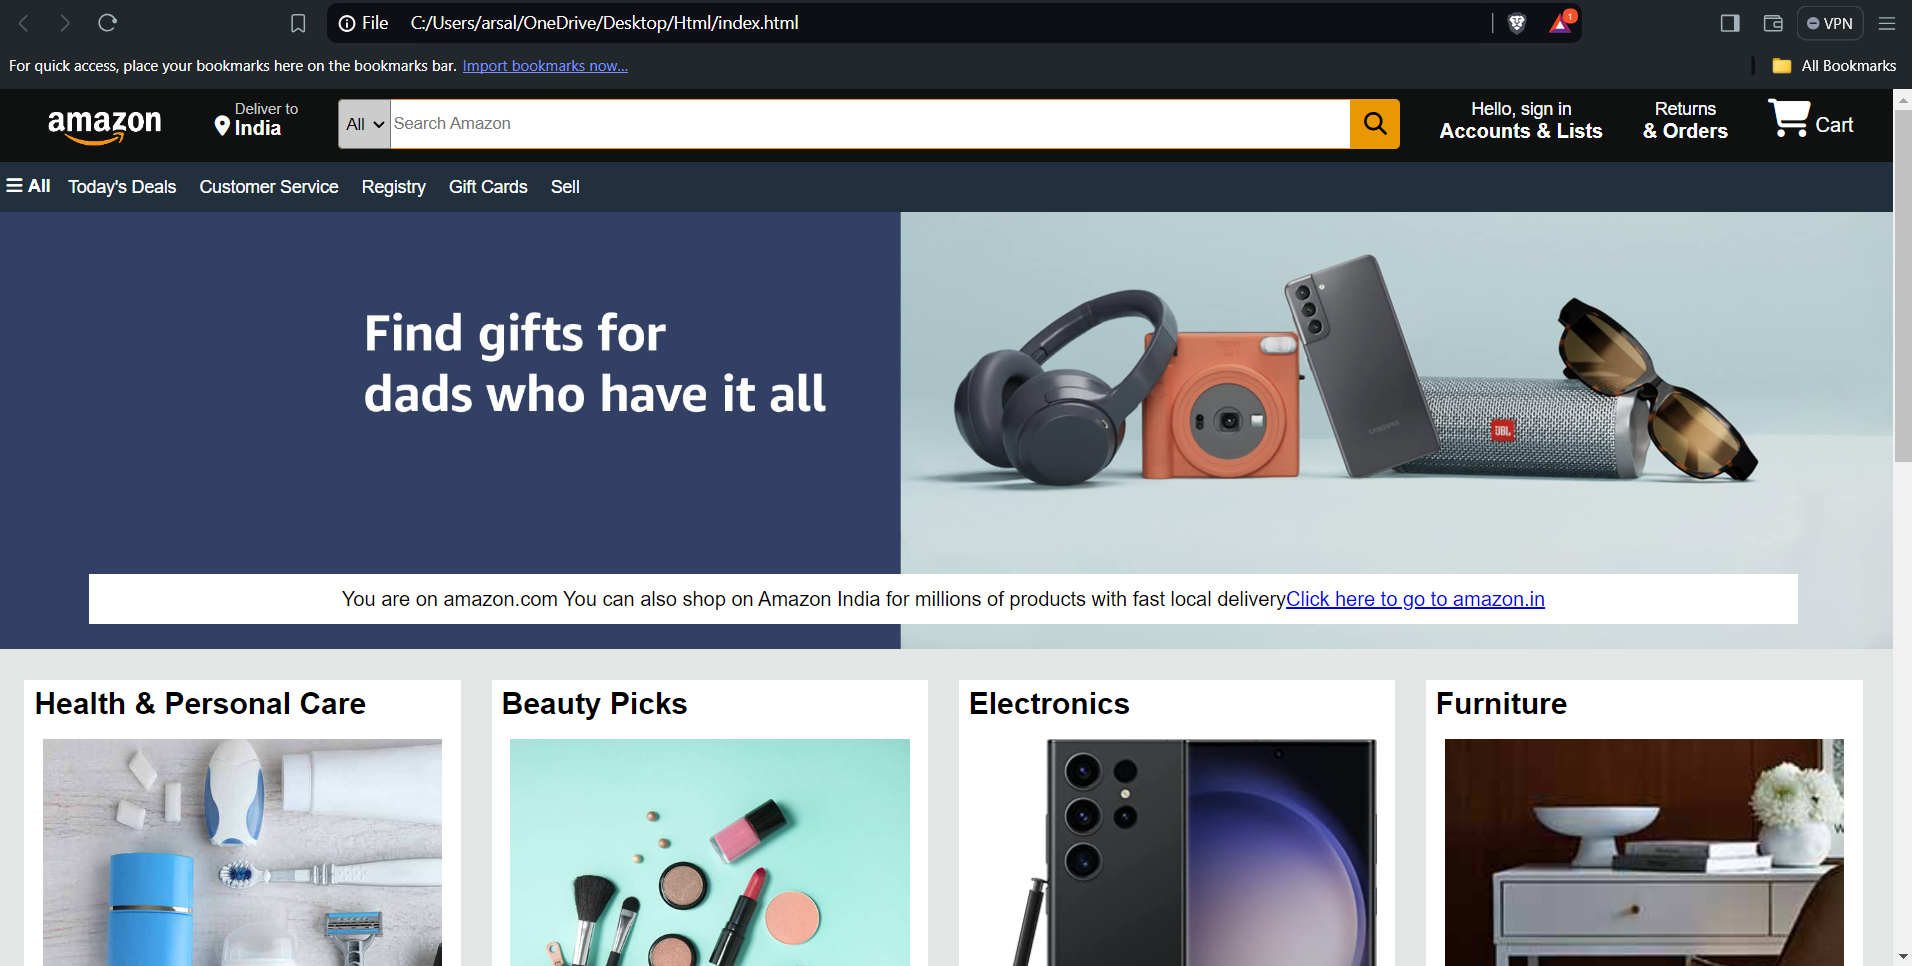 File C:/Users/arsal/OneDrive/Desktop/Html/index.html
1
VPN
For quick access, place your bookmarks here on the bookmarks bar. Import bookmarks now...
All Bookmarks
amazon
Deliver to
India
All
Search Amazon
Hello, sign in
Accounts & Lists
Returns
& Orders
Cart
All Today's Deals Customer Service Registry Gift Cards Sell
Find gifts for
dads who have it all
SAMSUNG
JBL
You are on amazon.com You can also shop on Amazon India for millions of products with fast local deliveryClick here to go to amazon.in
Health & Personal Care
Beauty Picks
Electronics
Furniture